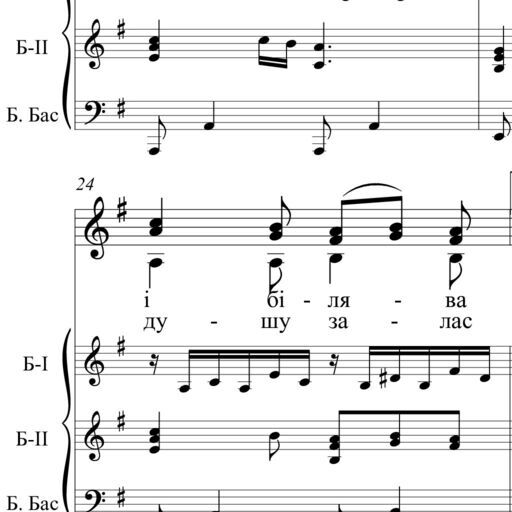 Б-II
Б. Бас
24
і бі - ля - ва
ду - шу за - лас
Б-I
Б-II
Б. Бас